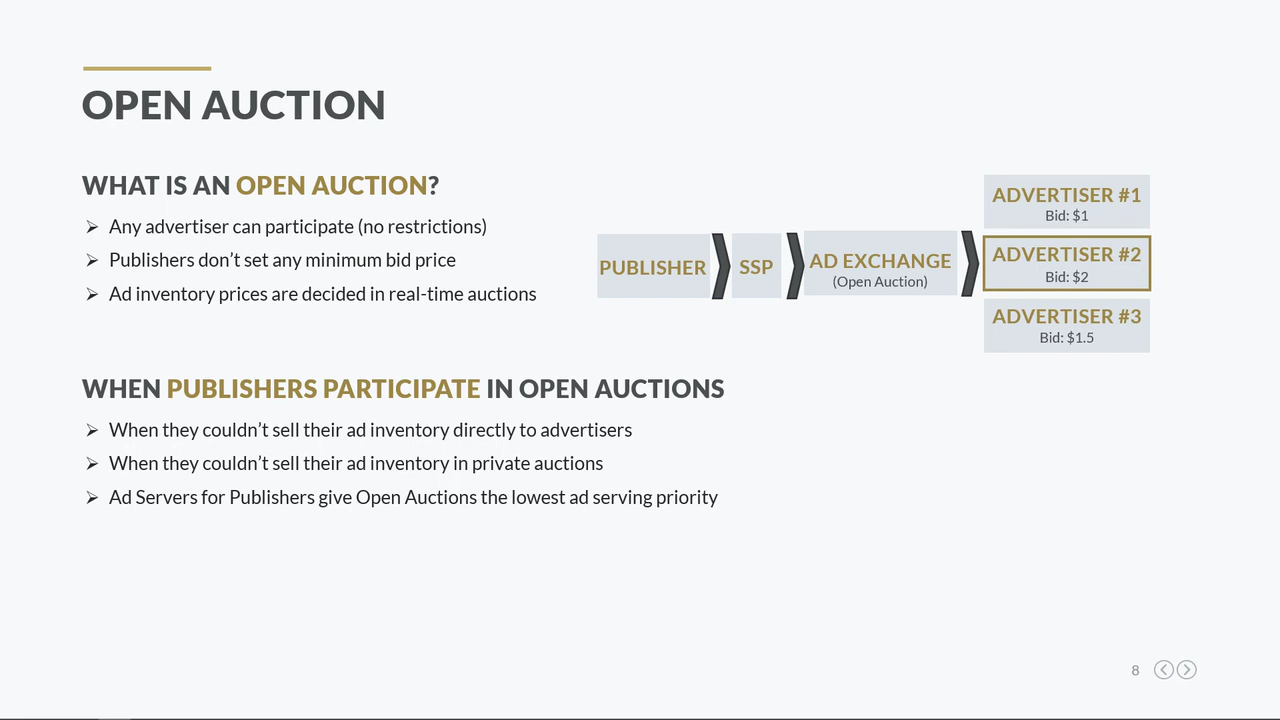 OPEN AUCTION
WHAT IS AN OPEN AUCTION?
➢ Any advertiser can participate (no restrictions)
➢ Publishers don’t set any minimum bid price
➢ Ad inventory prices are decided in real-time auctions
PUBLISHER
SSP
AD EXCHANGE
(Open Auction)
ADVERTISER #1
Bid: $1
ADVERTISER #2
Bid: $2
ADVERTISER #3
Bid: $1.5
WHEN PUBLISHERS PARTICIPATE IN OPEN AUCTIONS
➢ When they couldn’t sell their ad inventory directly to advertisers
➢ When they couldn’t sell their ad inventory in private auctions
➢ Ad Servers for Publishers give Open Auctions the lowest ad serving priority
8